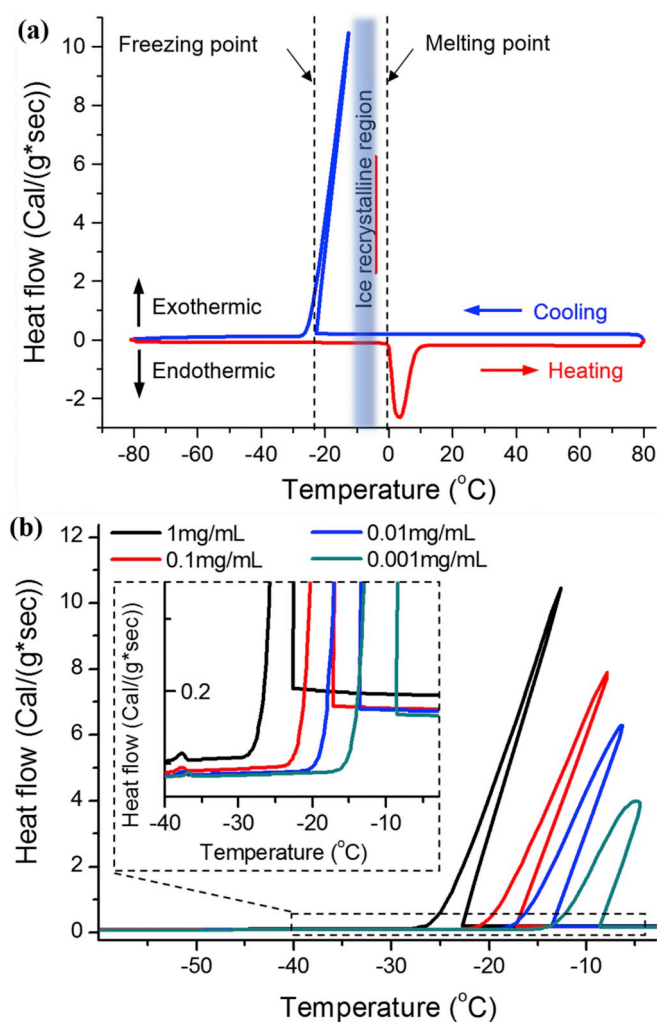 (a)
Freezing point
Melting point
Ice recrystalline region
Heat flow (Cal/(g*sec))
10
8
6
4
2
0
-2
Exothermic
Endothermic
Cooling
Heating
-80 -60 -40 -20 0 20 40 60 80
Temperature (°C)
(b)
1mg/mL 0.01mg/mL
0.1mg/mL 0.001mg/mL
Heat flow (Cal/(g*sec))
12
10
8
6
4
2
0
Heat flow (Cal/(g*sec))
0.2
-40 -30 -20 -10
Temperature (°C)
-50 -40 -30 -20 -10
Temperature (°C)